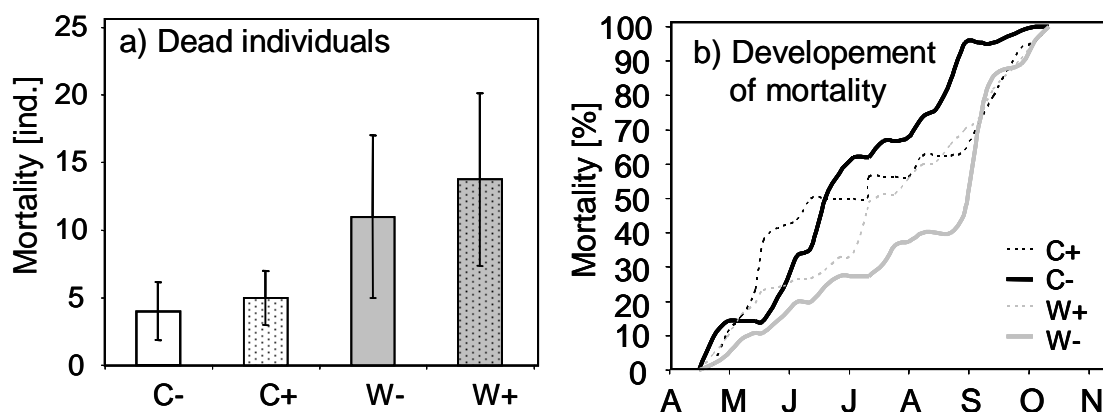 a) Dead individuals
Mortality [ind.]
25
20
15
10
5
0
C- C+ W- W+
b) Developement
of mortality
Mortality [%]
100
90
80
70
60
50
40
30
20
10
0
A M J J A S O N
C+
C-
W+
W-